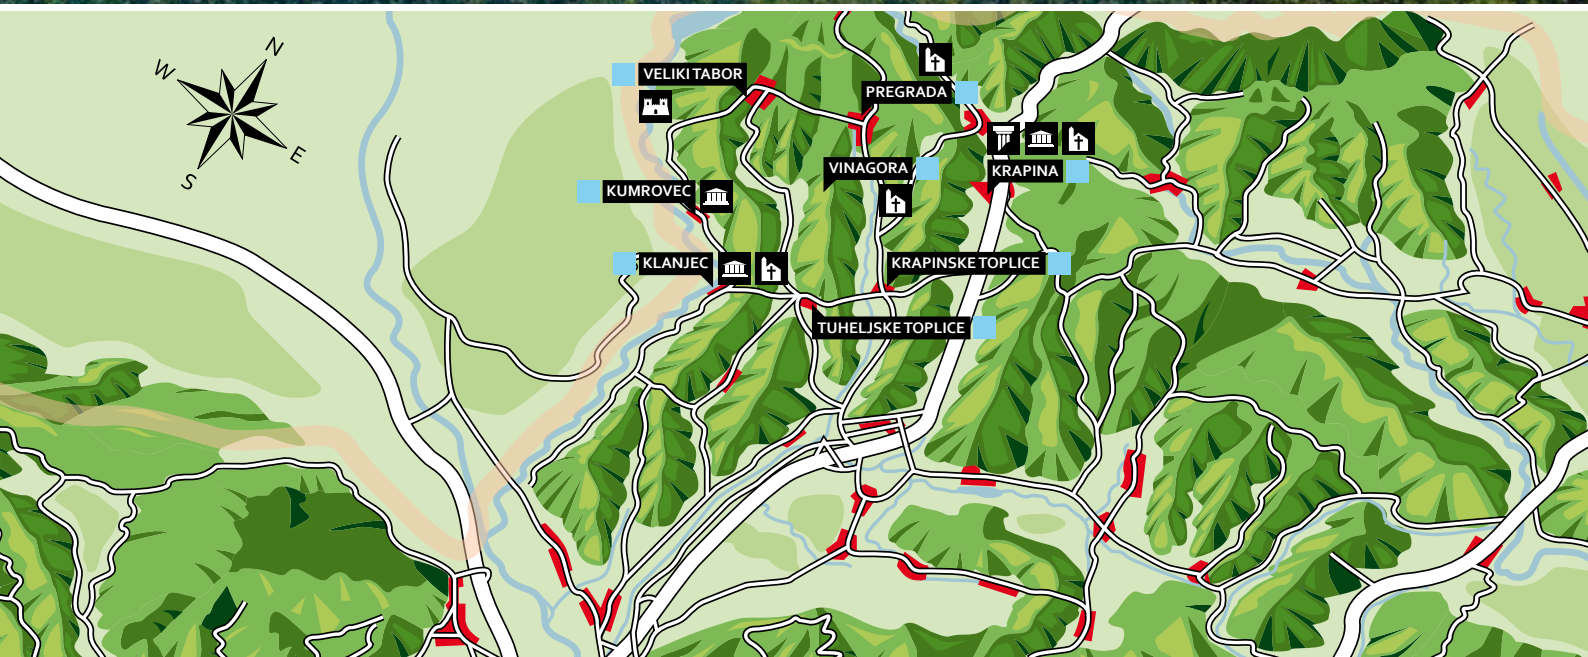 N
W
E
S
VELIKI TABOR
PREGRADA
VINAGORA
KRAPINA
KUMROVEC
KLANJEC
KRAPINSKE TOPLICE
TUHELJSKE TOPLICE